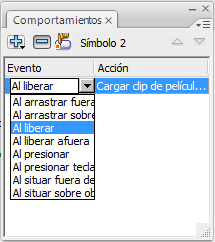 Comportamientos
Símbolo 2
Evento Acción
Al liberar Cargar clip de películ...
Al arrastrar fuera
Al arrastrar sobre
Al liberar
Al liberar afuera
Al presionar
Al presionar tecla
Al situar fuera de
Al situar sobre ob